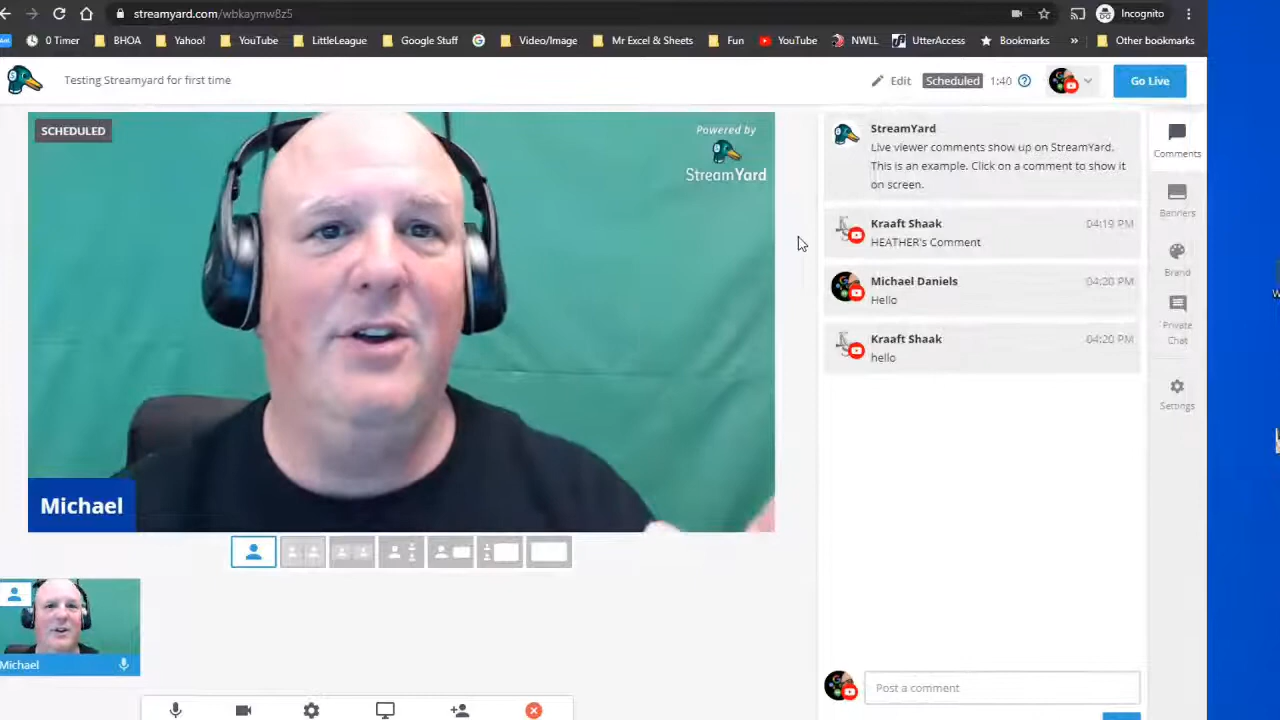 streamyard.com/wbkaymw8z5
Incognito
0 Timer
BHOA
Yahoo!
YouTube
LittleLeague
Google Stuff
Video/Image
Mr Excel & Sheets
Fun
YouTube
NWLL
UtterAccess
Bookmarks
»
Other bookmarks
Testing Streamyard for first time
Edit
Scheduled
1:40
Go Live
SCHEDULED
Powered by
StreamYard
Michael
Michael
StreamYard
Live viewer comments show up on StreamYard.
This is an example. Click on a comment to show it
on screen.
Kraaft Shaak 04:19 PM
HEATHER's Comment
Michael Daniels 04:20 PM
Hello
Kraaft Shaak 04:20 PM
hello
Post a comment
Comments
Banners
Brand
Private
Chat
Settings